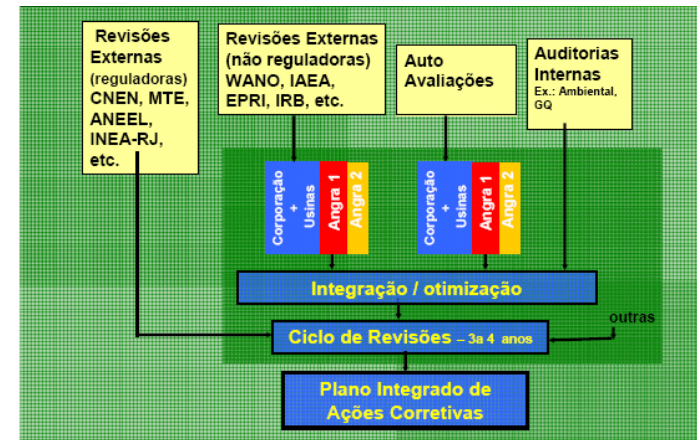 Revisões
Externas
(reguladoras)
CNEN, MTE,
ANEEL,
INEA-RJ,
etc.
Revisões Externas
(não reguladoras)
WANO, IAEA,
EPRI, IRB, etc.
Auto
Avaliações
Auditorias
Internas
Ex.: Ambiental,
GQ
Corporação
+
Usinas
Angra 1
Angra 2
Corporação
+
Usinas
Angra 1
Angra 2
Integração / otimização
outras
Ciclo de Revisões – 3a 4 anos
Plano Integrado de
Ações Corretivas